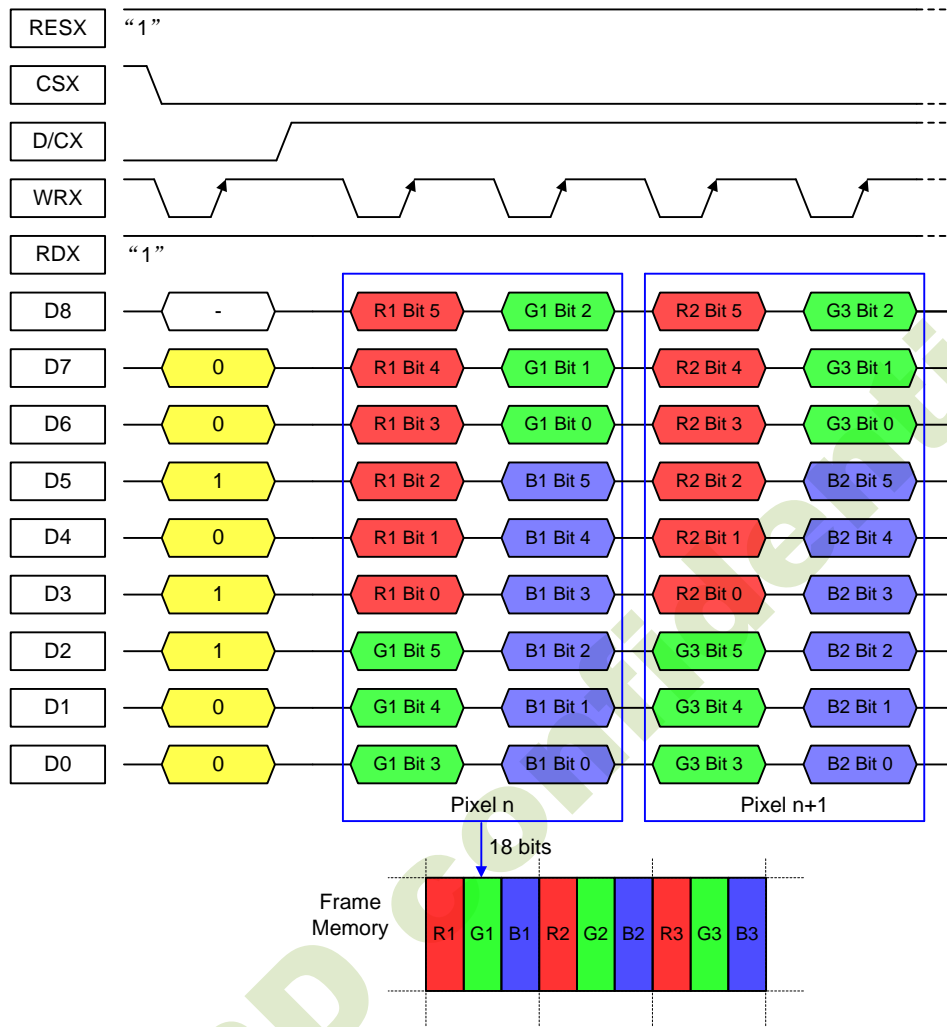 RESX “1”
CSX
D/CX
WRX
RDX “1”
D8 - R1 Bit 5 G1 Bit 2 R2 Bit 5 G3 Bit 2
D7 0 R1 Bit 4 G1 Bit 1 R2 Bit 4 G3 Bit 1
D6 0 R1 Bit 3 G1 Bit 0 R2 Bit 3 G3 Bit 0
D5 1 R1 Bit 2 B1 Bit 5 R2 Bit 2 B2 Bit 5
D4 0 R1 Bit 1 B1 Bit 4 R2 Bit 1 B2 Bit 4
D3 1 R1 Bit 0 B1 Bit 3 R2 Bit 0 B2 Bit 3
D2 1 G1 Bit 5 B1 Bit 2 G3 Bit 5 B2 Bit 2
D1 0 G1 Bit 4 B1 Bit 1 G3 Bit 4 B2 Bit 1
D0 0 G1 Bit 3 B1 Bit 0 G3 Bit 3 B2 Bit 0
Pixel n Pixel n+1
18 bits
Frame
Memory
R1 G1 B1 R2 G2 B2 R3 G3 B3